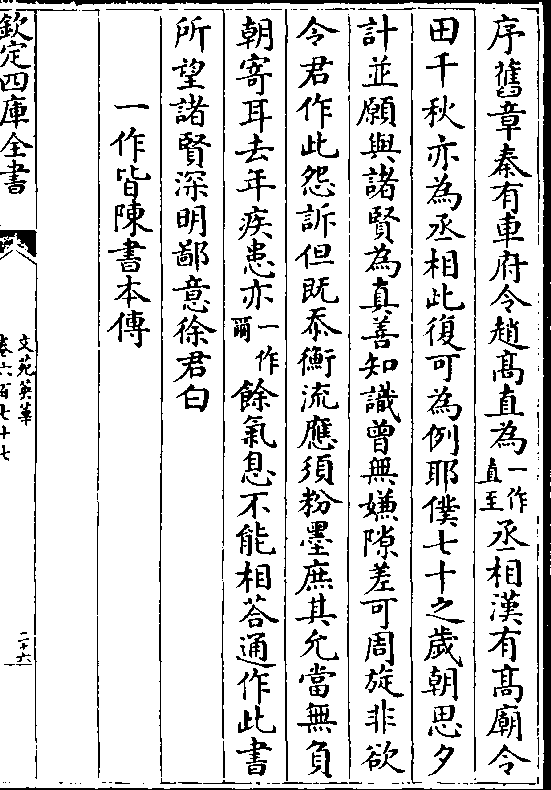 序舊章秦有車府令趙髙直為一作直至丞相漢有髙廟令
田千秋亦為丞相此復可為例耶僕七十之歲朝思夕
計並願與諸賢為真善知識曾無嫌隙差可周旋非欲
令君作此怨訴但既忝衡流應須粉墨庶其允當無負
朝寄耳去年疾患亦一作爾餘氣息不能相荅通作此書
所望諸賢深明鄙意徐君白
一作皆陳書本傳
欽定四庫全書
文苑英華
卷六百七十七
二十六